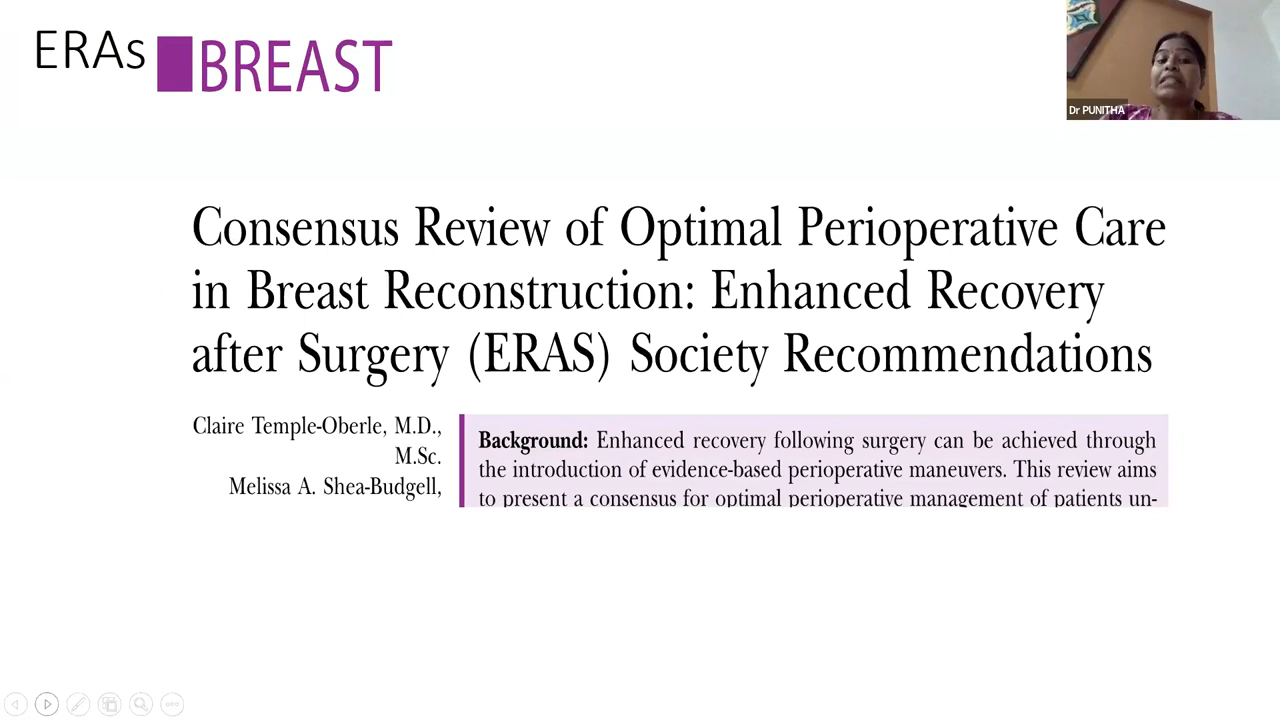 ERAs BREAST
Dr PUNITHA
Consensus Review of Optimal Perioperative Care
in Breast Reconstruction: Enhanced Recovery
after Surgery (ERAS) Society Recommendations
Claire Temple-Oberle, M.D.,
M.Sc.
Melissa A. Shea-Budgell,
Background: Enhanced recovery following surgery can be achieved through
the introduction of evidence-based perioperative maneuvers. This review aims
to present a consensus for optimal perioperative management of patients un-